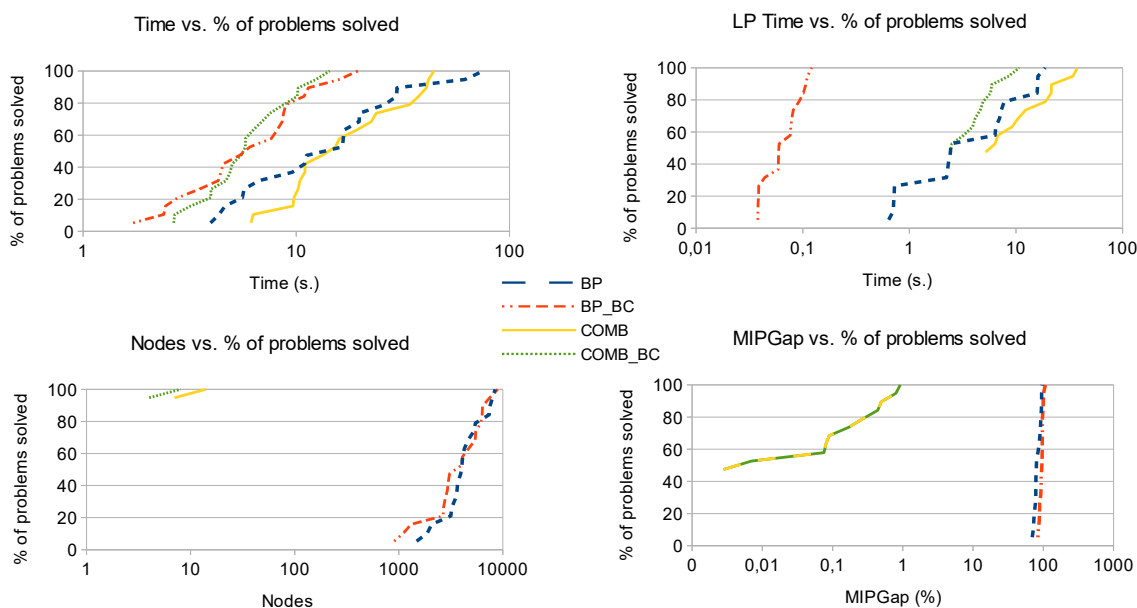 Time vs. % of problems solved
% of problems solved
100
80
60
40
20
0
1
10
100
Time (s.)
LP Time vs. % of problems solved
% of problems solved
100
80
60
40
20
0
0,01
0,1
1
10
100
Time (s.)
BP
BP_BC
COMB
COMB_BC
Nodes vs. % of problems solved
% of problems solved
100
80
60
40
20
0
1
10
100
1000
10000
Nodes
MIPGap vs. % of problems solved
% of problems solved
100
80
60
40
20
0
0
0,01
0,1
1
10
100
1000
MIPGap (%)